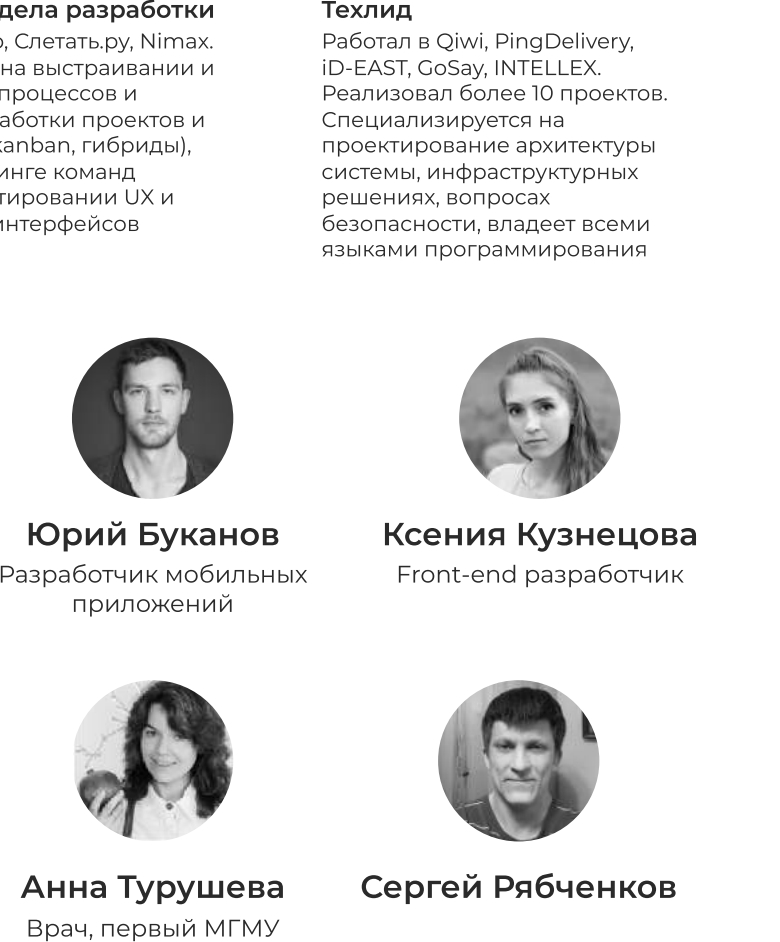 дела разработки
, Слетать.ру, Nimax.
на выстраивании и
процессов и
аботки проектов и
kanban, гибриды),
инге команд
тировании UX и
интерфейсов
Техлид
Работал в Qiwi, PingDelivery,
iD-EAST, GoSay, INTELLEX.
Реализовал более 10 проектов.
Специализируется на
проектирование архитектуры
системы, инфраструктурных
решениях, вопросах
безопасности, владеет всеми
языками программирования
Юрий Буканов
Разработчик мобильных
приложений
Ксения Кузнецова
Front-end разработчик
Анна Турушева
Врач, первый МГМУ
Сергей Рябченков